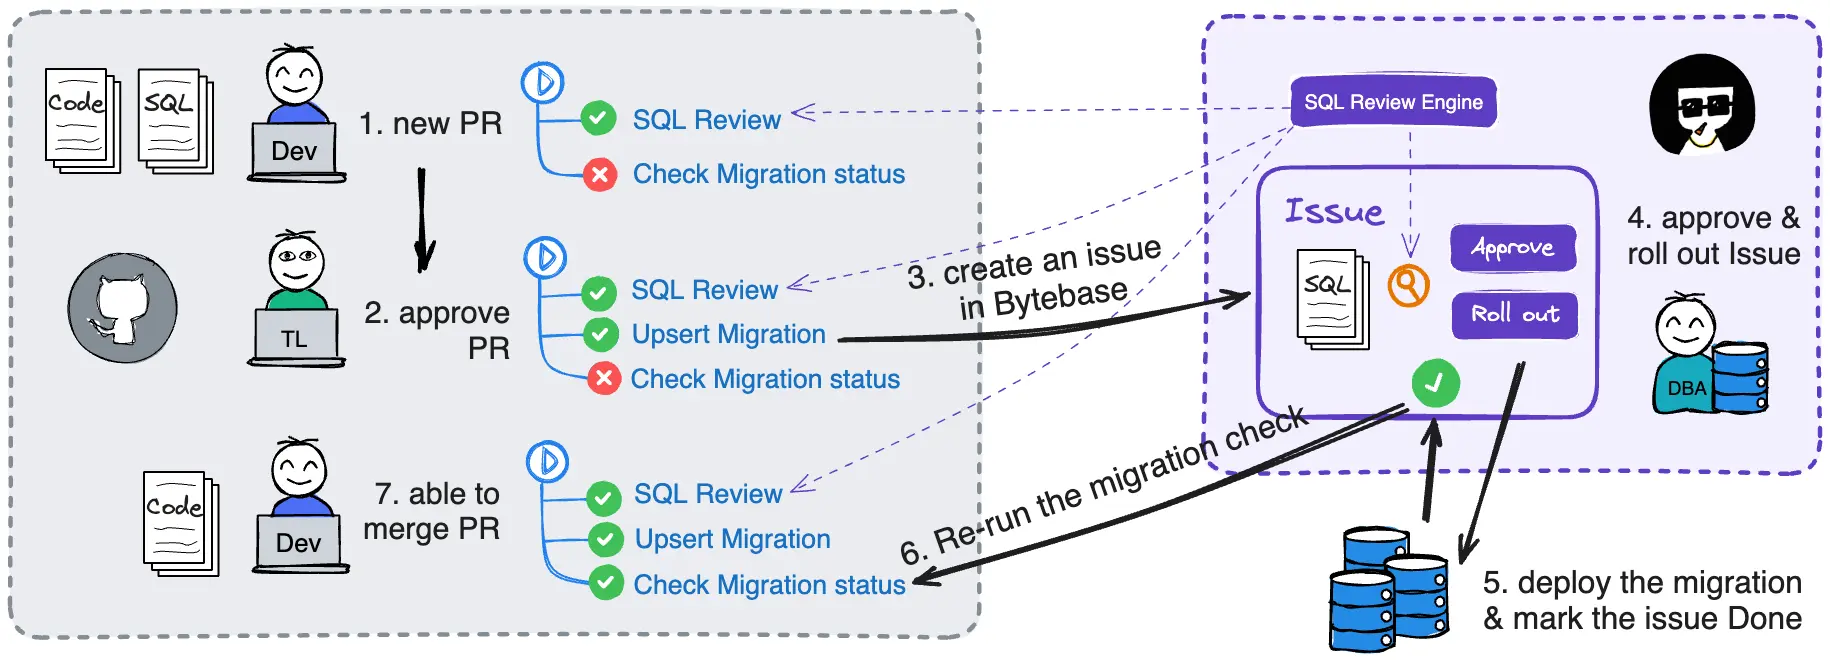 Code
SQL
Dev
1. new PR
SQL Review
Check Migration status
TL
2. approve
PR
SQL Review
Upsert Migration
Check Migration status
3. create an issue
in Bytebase
Code
Dev
7. able to
merge PR
SQL Review
Upsert Migration
Check Migration status
6. Re-run the migration check
SQL Review Engine
Issue
SQL
Approve
Roll out
4. approve &
roll out Issue
DBA
5. deploy the migration
& mark the issue Done